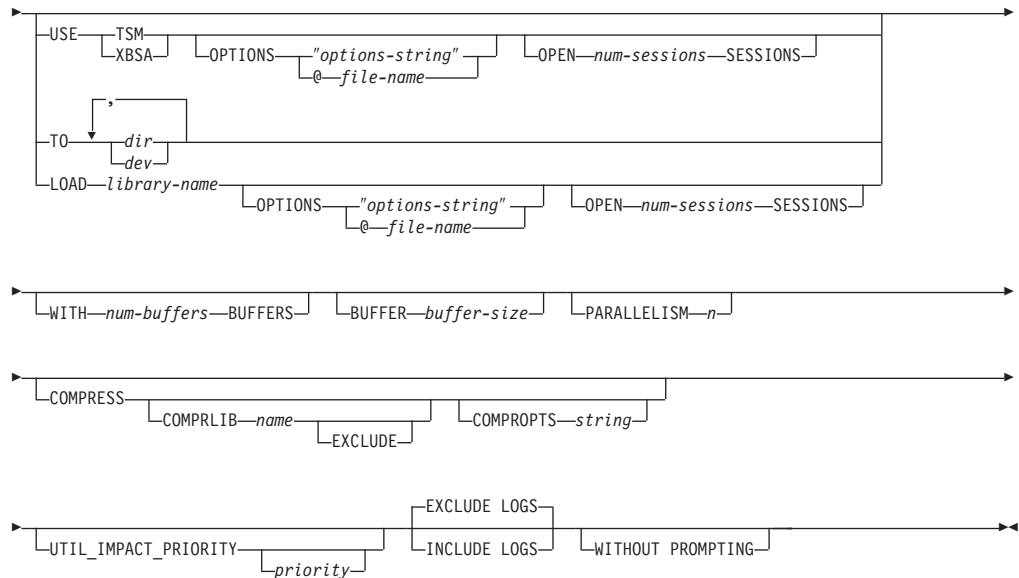 USE TSM
XBSA
OPTIONS "options-string"
@ file-name
OPEN num-sessions SESSIONS
,
TO dir
dev
LOAD library-name
OPTIONS "options-string"
@ file-name
OPEN num-sessions SESSIONS
WITH num-buffers BUFFERS BUFFER buffer-size PARALLELISM n
COMPRESS
COMPRLIB name
EXCLUDE
COMPROPTS string
EXCLUDE LOGS
UTIL_IMPACT_PRIORITY INCLUDE LOGS WITHOUT PROMPTING
priority